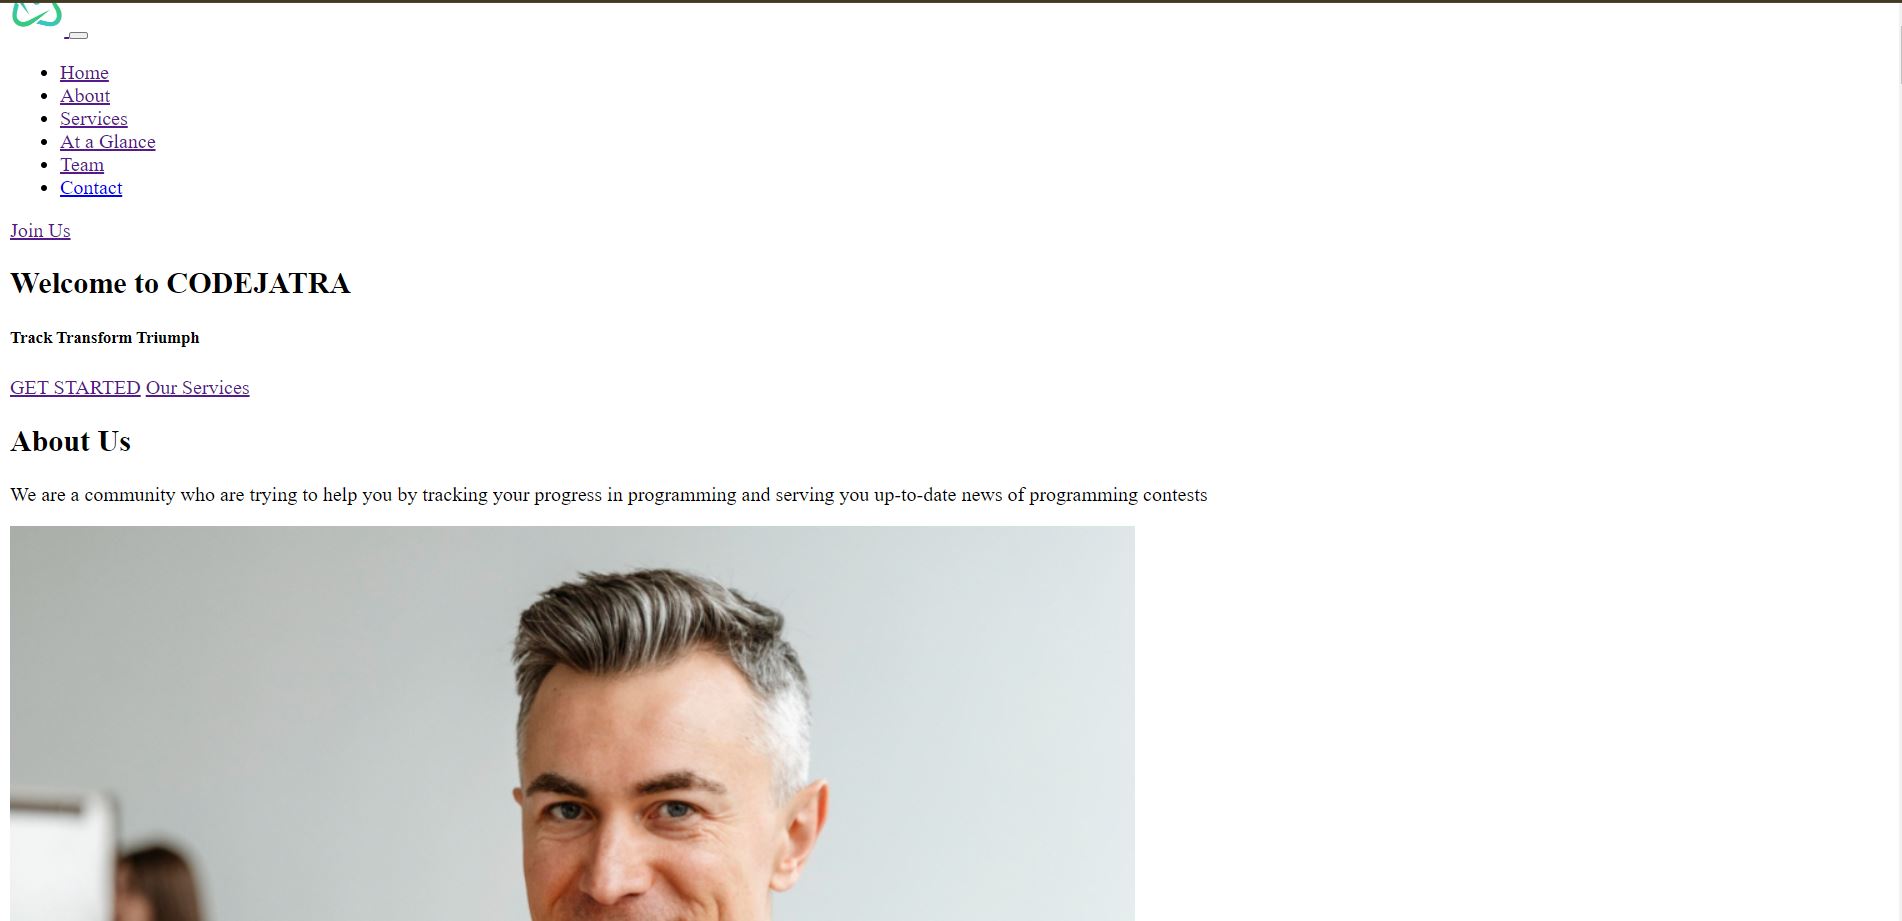 Home
About
Services
At a Glance
Team
Contact
Join Us
Welcome to CODEJATRA
Track Transform Triumph
GET STARTED Our Services
About Us
We are a community who are trying to help you by tracking your progress in programming and serving you up-to-date news of programming contests